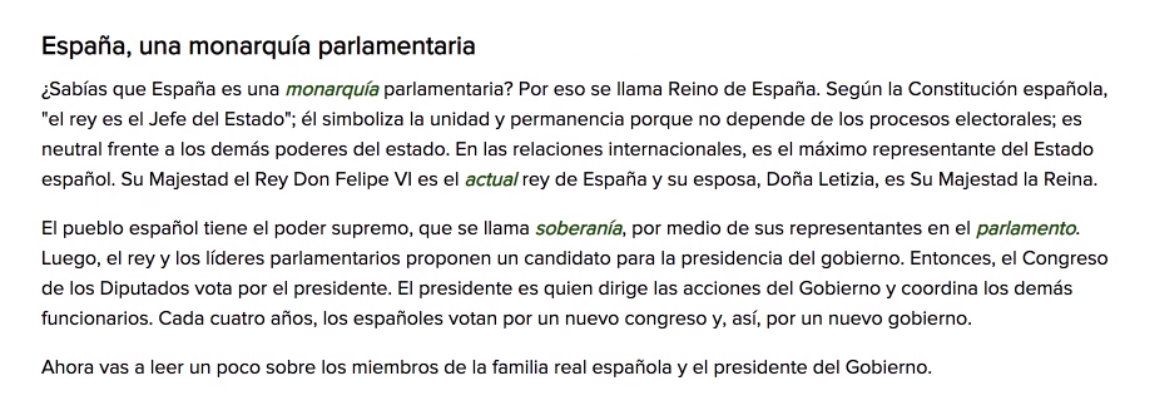 España, una monarquía parlamentaria
¿Sabías que España es una monarquía parlamentaria? Por eso se llama Reino de España. Según la Constitución española,
"el rey es el Jefe del Estado"; él simboliza la unidad y permanencia porque no depende de los procesos electorales; es
neutral frente a los demás poderes del estado. En las relaciones internacionales, es el máximo representante del Estado
español. Su Majestad el Rey Don Felipe VI es el actual rey de España y su esposa, Doña Letizia, es Su Majestad la Reina.
El pueblo español tiene el poder supremo, que se llama soberanía, por medio de sus representantes en el parlamento.
Luego, el rey y los líderes parlamentarios proponen un candidato para la presidencia del gobierno. Entonces, el Congreso
de los Diputados vota por el presidente. El presidente es quien dirige las acciones del Gobierno y coordina los demás
funcionarios. Cada cuatro años, los españoles votan por un nuevo congreso y, así, por un nuevo gobierno.
Ahora vas a leer un poco sobre los miembros de la familia real española y el presidente del Gobierno.